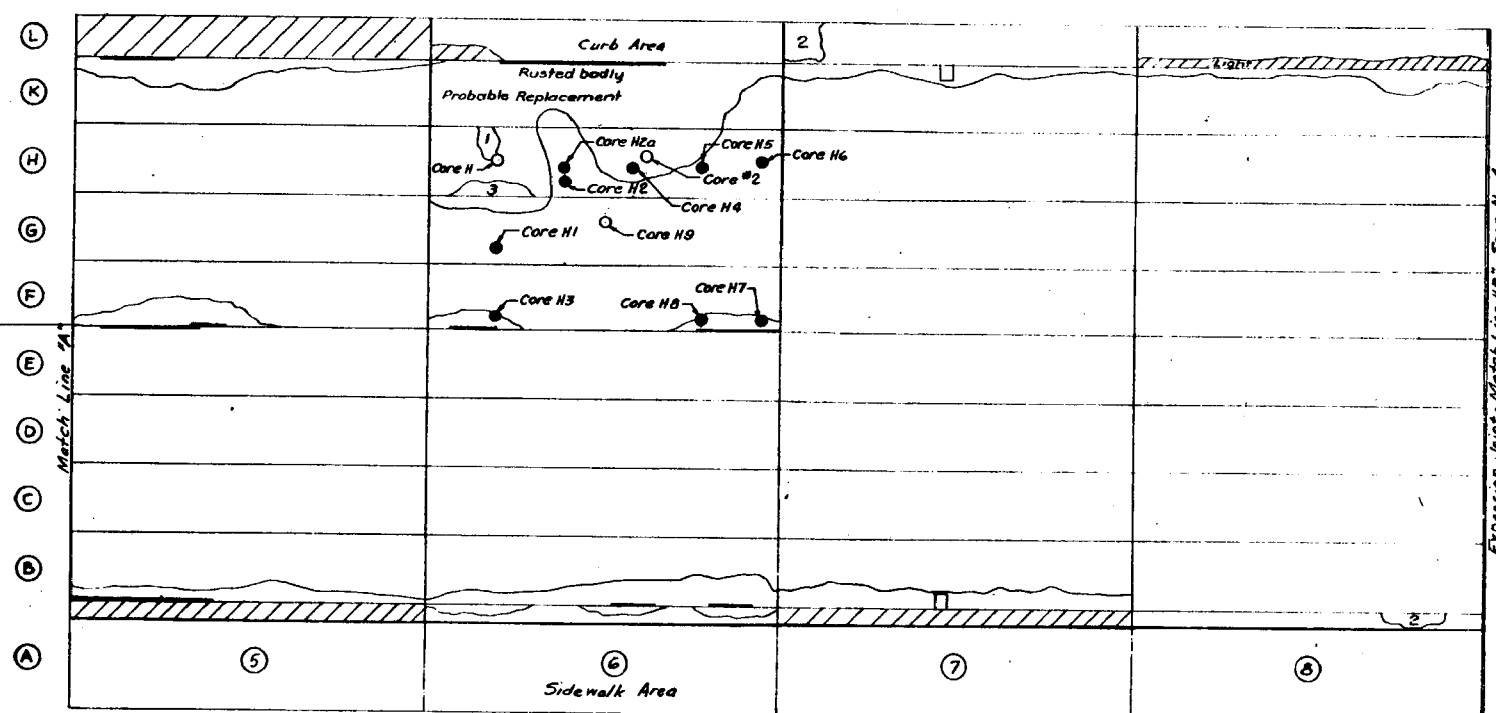 L
Curb Area
2
Rusted badly
Light
K
Probable Replacement
H
1
Core H2a
Core H5
Core H6
Core H
Core #2
Core H2
3
Core H4
G
Core H1
Core H9
F
Core H3
Core H8
Core H7
Match Line "A"
E
D
C
B
2
A
5
6
7
8
Sidewalk Area